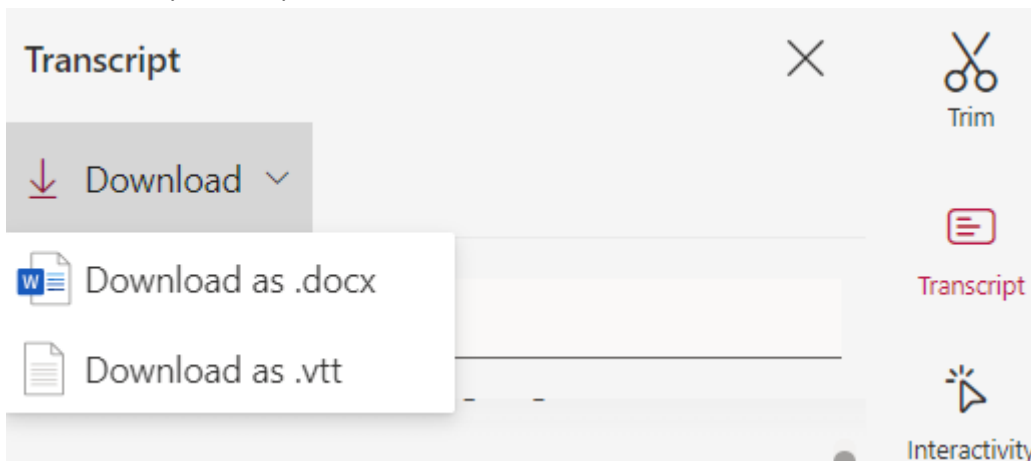 Transcript
Trim
Download
Download as .docx
Transcript
Download as .vtt
Interactivity